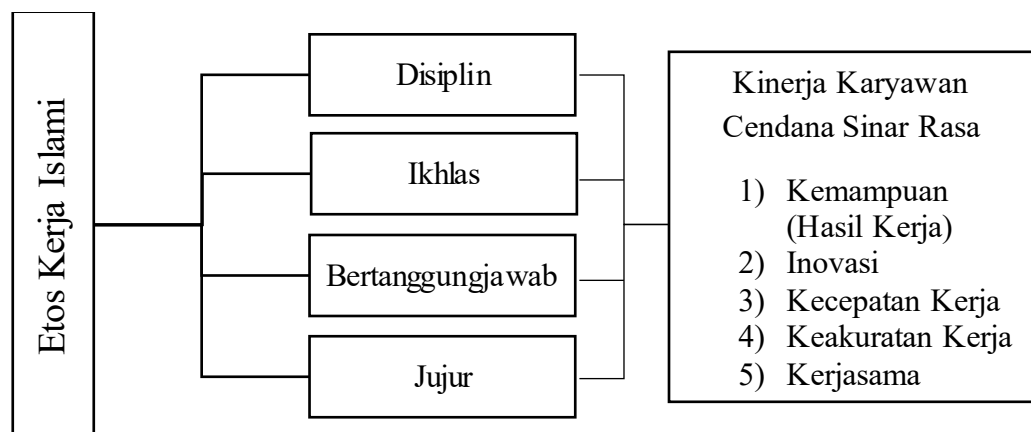 Etos Kerja Islami
Disiplin
Ikhlas
Bertanggungjawab
Jujur
Kinerja Karyawan
Cendana Sinar Rasa
1) Kemampuan
(Hasil Kerja)
2) Inovasi
3) Kecepatan Kerja
4) Keakuratan Kerja
5) Kerjasama